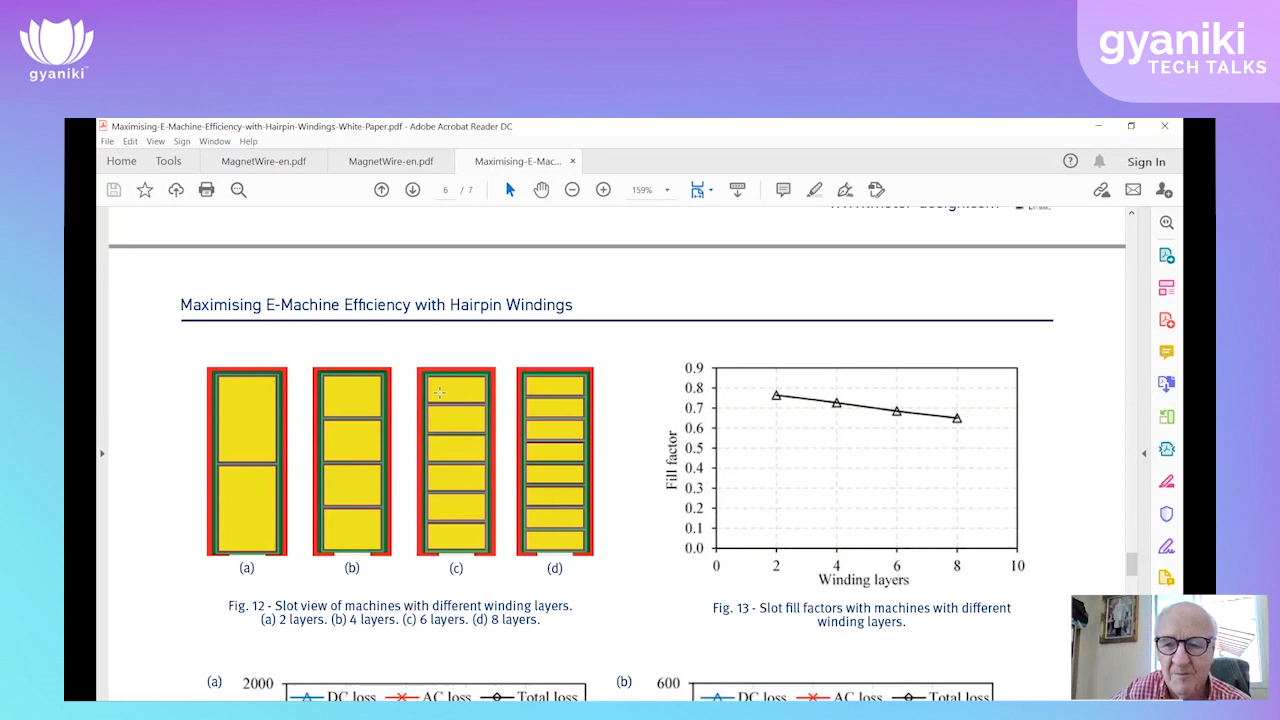 gyaniki
gyaniki
TECH TALKS
Maximising-E-Machine-Efficiency-with-Hairpin-Windings-White-Paper.pdf - Adobe Acrobat Reader DC
File Edit View Sign Window Help
Home Tools MagnetWire-en.pdf MagnetWire-en.pdf Maximising-E-Mac... × Sign In
6 / 7 159%
Maximising E-Machine Efficiency with Hairpin Windings
(a) (b) (c) (d)
Fig. 12 - Slot view of machines with different winding layers.
(a) 2 layers. (b) 4 layers. (c) 6 layers. (d) 8 layers.
Fill factor
0.9
0.8
0.7
0.6
0.5
0.4
0.3
0.2
0.1
0.0
0 2 4 6 8 10
Winding layers
Fig. 13 - Slot fill factors with machines with different
winding layers.
(a) 2000 DC loss AC loss Total loss
(b) 600 DC loss AC loss Total loss